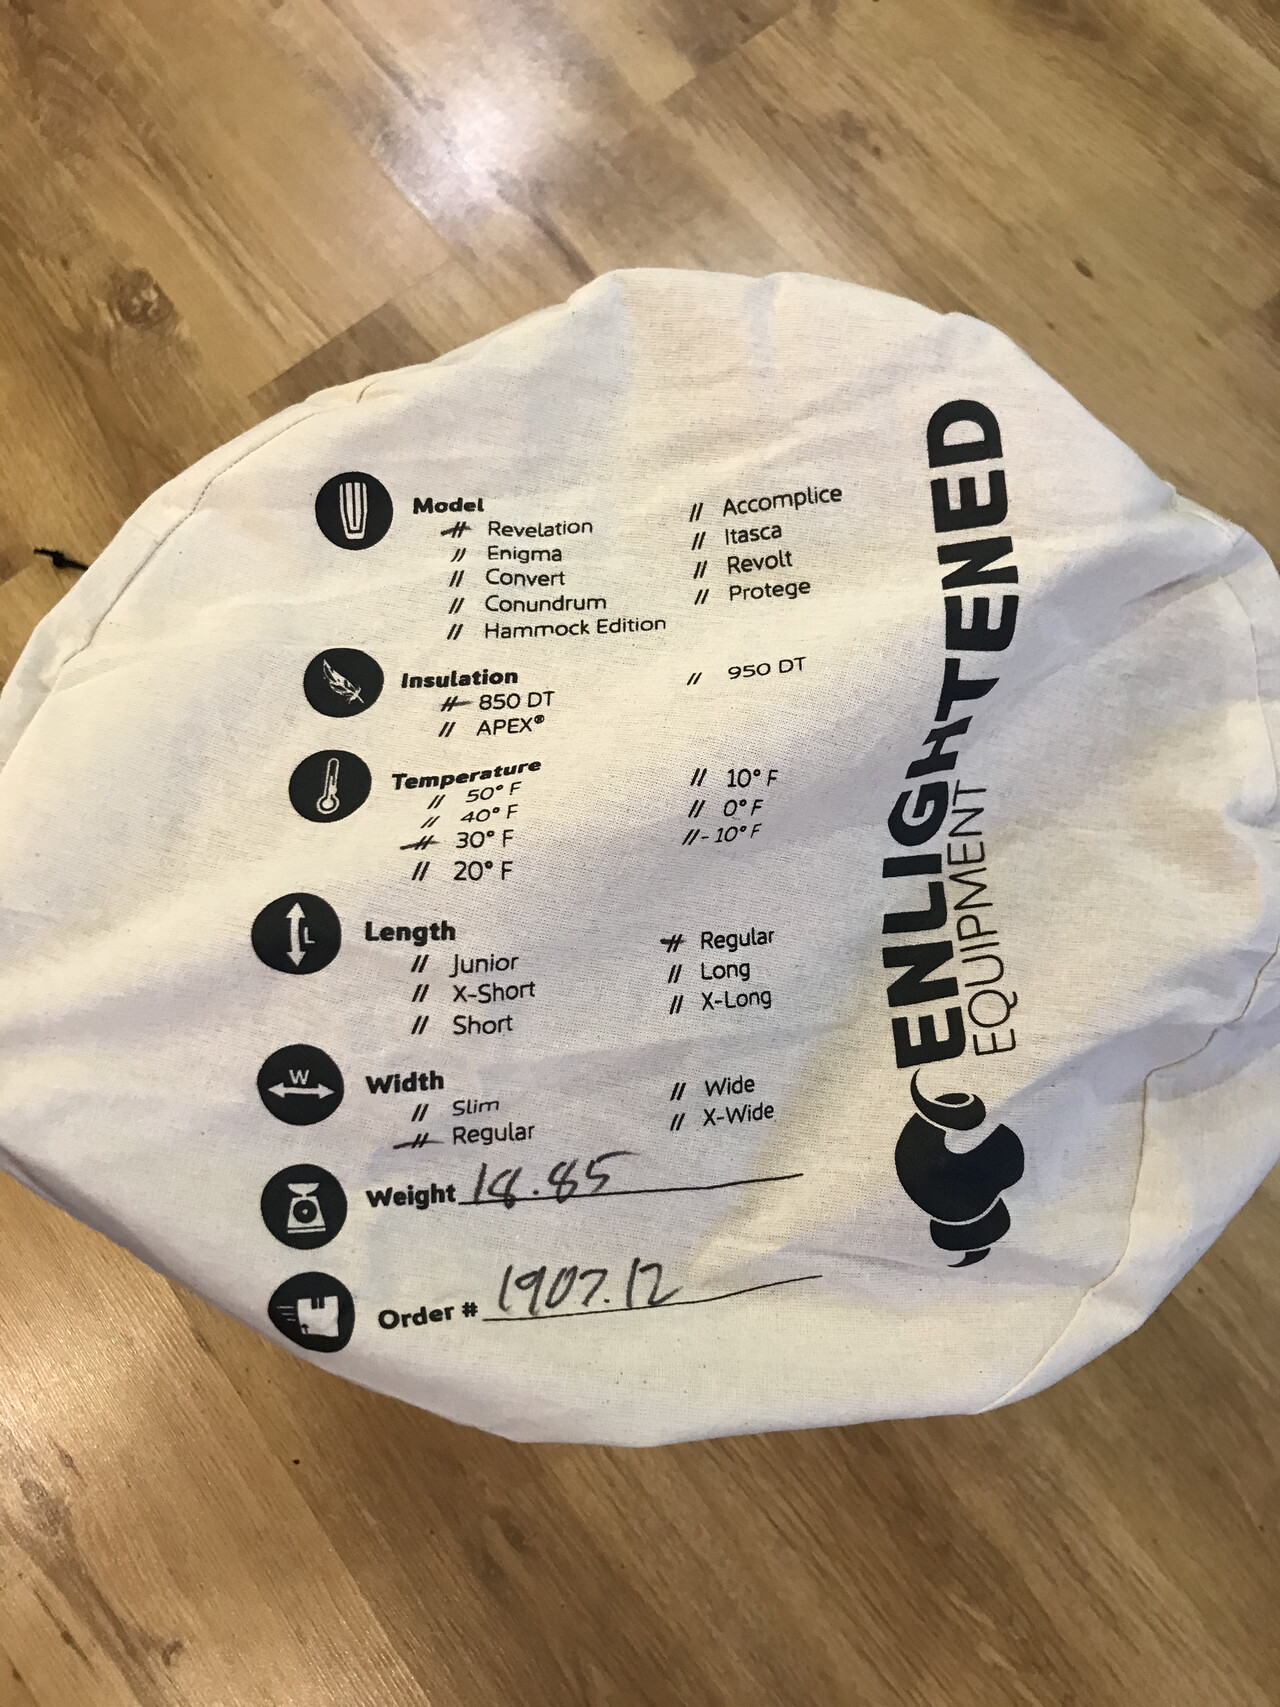 Model
// Revelation
// Enigma
// Convert
// Conundrum
// Hammock Edition
// Accomplice
// Itasca
// Revolt
// Protege
Insulation
// 850 DT
// APEX®
// 950 DT
Temperature
// 50° F
// 40° F
// 30° F
// 20° F
// 10° F
// 0° F
// -10° F
L
Length
// Junior
// X-Short
// Short
// Regular
// Long
// X-Long
W
Width
// Slim
// Regular
// Wide
// X-Wide
Weight 18.85
Order # 1907.12
ENLIGHTENED
EQUIPMENT